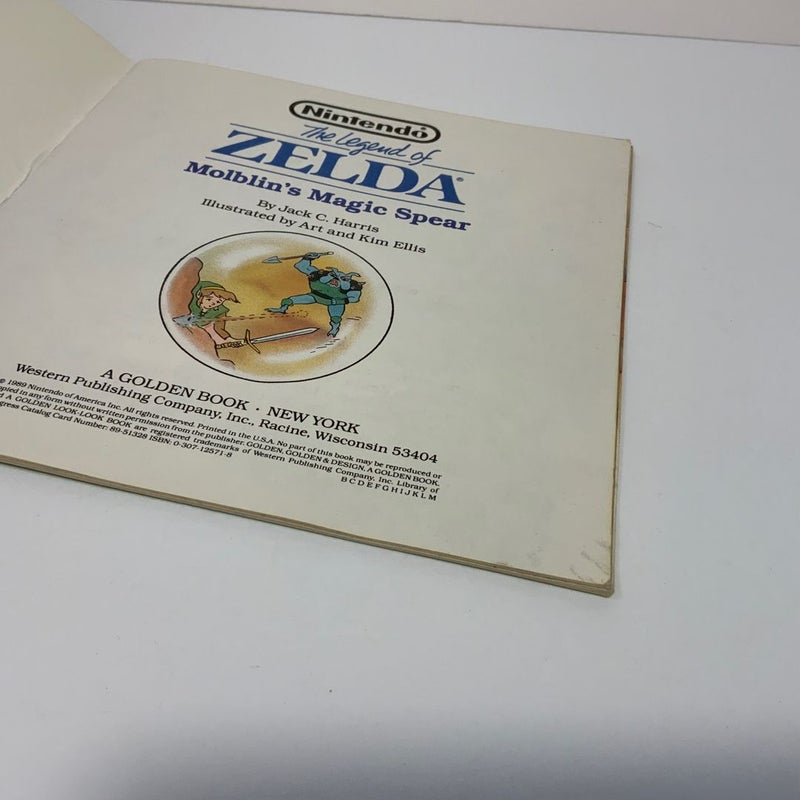 Nintendo
The Legend of
ZELDA®
Molblin's Magic Spear
By Jack C. Harris
Illustrated by Art and Kim Ellis
A GOLDEN BOOK · NEW YORK
Western Publishing Company, Inc., Racine, Wisconsin 53404
© 1989 Nintendo of America Inc. All rights reserved. Printed in the U.S.A. No part of this book may be reproduced or
copied in any form without written permission from the publisher. GOLDEN, GOLDEN & DESIGN, A GOLDEN BOOK,
A GOLDEN LOOK-LOOK BOOK are registered trademarks of Western Publishing Company, Inc. Library of
Catalog Card Number: 89-51328 ISBN: 0-307-12571-8
B C D E F G H I J K L M